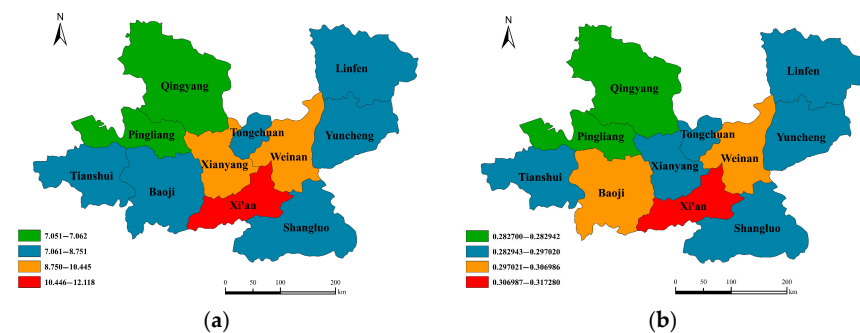 N
Linfen
Qingyang
Tongchuan
Yuncheng
Pingliang
Weinan
Xianyang
Tianshui
Baoji
Xi'an
Shangluo
7.051—7.062
7.061—8.751
8.750—10.445
10.446—12.118
0 50 100 200
km
(a)
N
Linfen
Qingyang
Tongchuan
Yuncheng
Pingliang
Weinan
Xianyang
Tianshui
Baoji
Xi'an
Shangluo
0.282700—0.282942
0.282943—0.297020
0.297021—0.306986
0.306987—0.317280
0 50 100 200
km
(b)